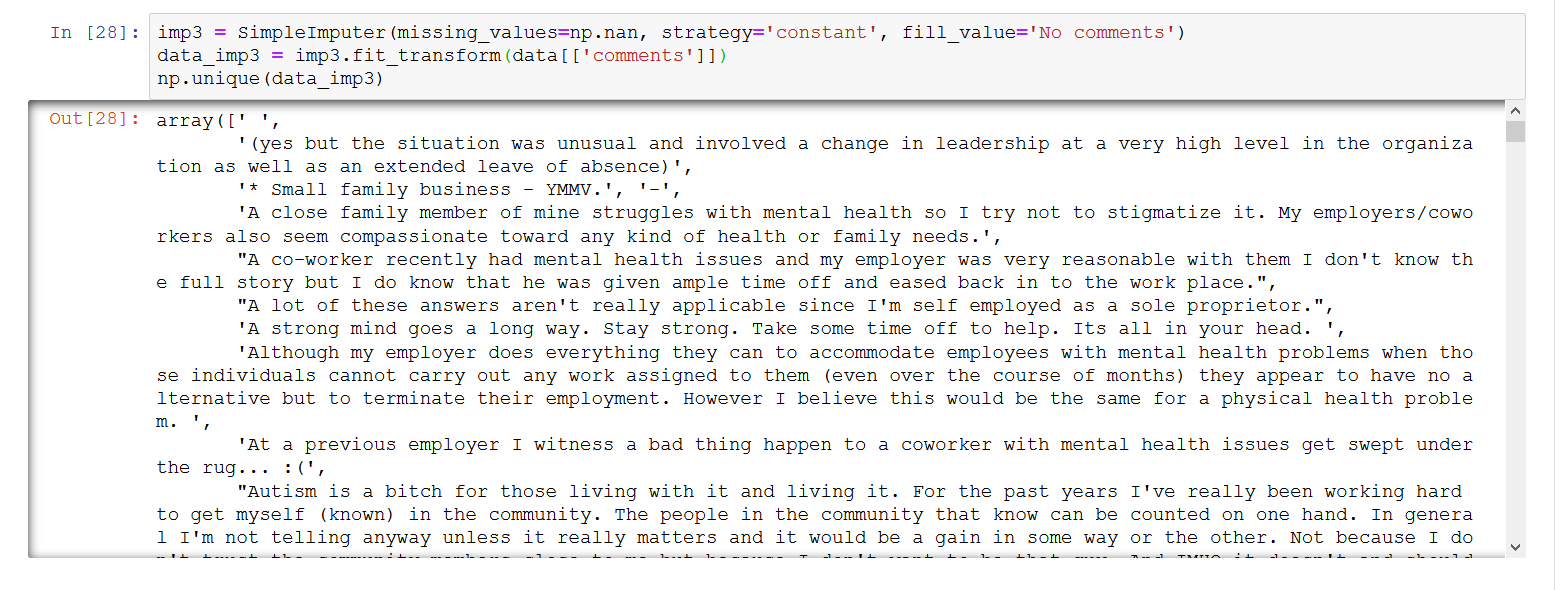 In [28]: imp3 = SimpleImputer(missing_values=np.nan, strategy='constant', fill_value='No comments')
data_imp3 = imp3.fit_transform(data[['comments']])
np.unique(data_imp3)
Out[28]: array([' ',
'(yes but the situation was unusual and involved a change in leadership at a very high level in the organiza
tion as well as an extended leave of absence)',
'* Small family business - YMMV.', '-',
'A close family member of mine struggles with mental health so I try not to stigmatize it. My employers/cowo
rkers also seem compassionate toward any kind of health or family needs.',
"A co-worker recently had mental health issues and my employer was very reasonable with them I don't know th
e full story but I do know that he was given ample time off and eased back in to the work place.",
"A lot of these answers aren't really applicable since I'm self employed as a sole proprietor.",
'A strong mind goes a long way. Stay strong. Take some time off to help. Its all in your head. ',
'Although my employer does everything they can to accommodate employees with mental health problems when tho
se individuals cannot carry out any work assigned to them (even over the course of months) they appear to have no a
lternative but to terminate their employment. However I believe this would be the same for a physical health proble
m. ',
'At a previous employer I witness a bad thing happen to a coworker with mental health issues get swept under
the rug... :(',
"Autism is a bitch for those living with it and living it. For the past years I've really been working hard
to get myself (known) in the community. The people in the community that know can be counted on one hand. In genera
l I'm not telling anyway unless it really matters and it would be a gain in some way or the other. Not because I do